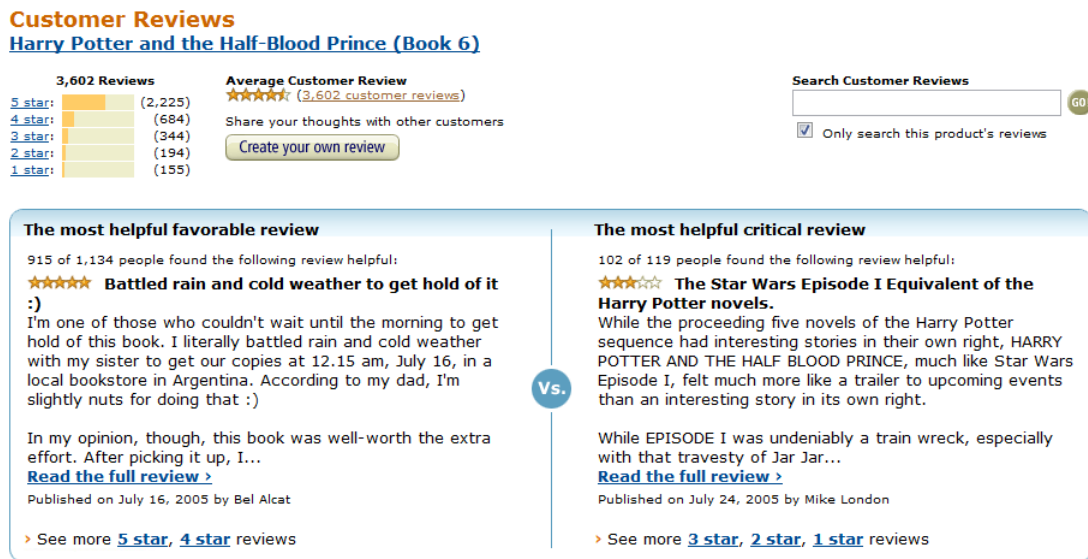 Customer Reviews
Harry Potter and the Half-Blood Prince (Book 6)
3,602 Reviews
5 star: (2,225)
4 star: (684)
3 star: (344)
2 star: (194)
1 star: (155)
Average Customer Review
(3,602 customer reviews)
Share your thoughts with other customers
Create your own review
Search Customer Reviews
GO
Only search this product's reviews
The most helpful favorable review
915 of 1,134 people found the following review helpful:
Battled rain and cold weather to get hold of it
:)
I'm one of those who couldn't wait until the morning to get
hold of this book. I literally battled rain and cold weather
with my sister to get our copies at 12.15 am, July 16, in a
local bookstore in Argentina. According to my dad, I'm
slightly nuts for doing that :)
In my opinion, though, this book was well-worth the extra
effort. After picking it up, I...
Read the full review ›
Published on July 16, 2005 by Bel Alcat
› See more 5 star, 4 star reviews
Vs.
The most helpful critical review
102 of 119 people found the following review helpful:
The Star Wars Episode I Equivalent of the
Harry Potter novels.
While the proceeding five novels of the Harry Potter
sequence had interesting stories in their own right, HARRY
POTTER AND THE HALF BLOOD PRINCE, much like Star Wars
Episode I, felt much more like a trailer to upcoming events
than an interesting story in its own right.
While EPISODE I was undeniably a train wreck, especially
with that travesty of Jar Jar...
Read the full review ›
Published on July 24, 2005 by Mike London
› See more 3 star, 2 star, 1 star reviews